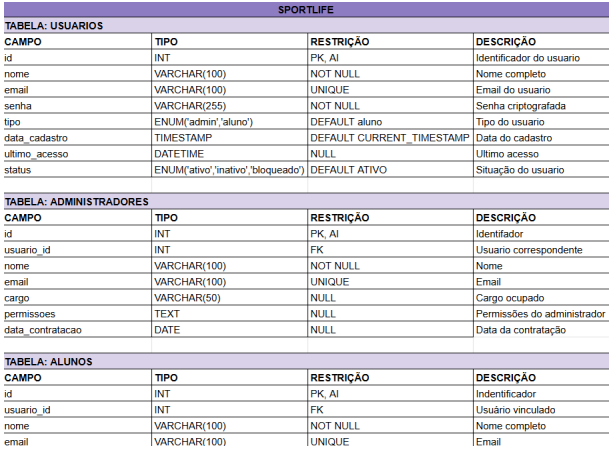 SPORTLIFE
TABELA: USUARIOS
CAMPO TIPO RESTRIÇÃO DESCRIÇÃO
id INT PK, AI Identificador do usuario
nome VARCHAR(100) NOT NULL Nome completo
email VARCHAR(100) UNIQUE Email do usuario
senha VARCHAR(255) NOT NULL Senha criptografada
tipo ENUM('admin','aluno') DEFAULT aluno Tipo do usuario
data_cadastro TIMESTAMP DEFAULT CURRENT_TIMESTAMP Data do cadastro
ultimo_acesso DATETIME NULL Ultimo acesso
status ENUM('ativo','inativo','bloqueado') DEFAULT ATIVO Situação do usuario
TABELA: ADMINISTRADORES
CAMPO TIPO RESTRIÇÃO DESCRIÇÃO
id INT PK, AI Identifador
usuario_id INT FK Usuario correspondente
nome VARCHAR(100) NOT NULL Nome
email VARCHAR(100) UNIQUE Email
cargo VARCHAR(50) NULL Cargo ocupado
permissoes TEXT NULL Permissões do administrador
data_contratacao DATE NULL Data da contratação
TABELA: ALUNOS
CAMPO TIPO RESTRIÇÃO DESCRIÇÃO
id INT PK, AI Indentificador
usuario_id INT FK Usuário vinculado
nome VARCHAR(100) NOT NULL Nome completo
email VARCHAR(100) UNIQUE Email